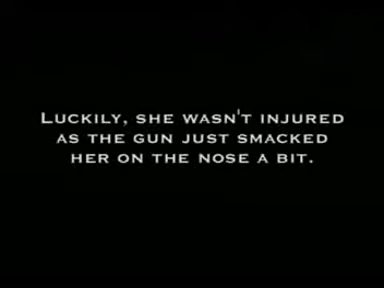 Luckily, she wasn't injured
as the gun just smacked
her on the nose a bit.